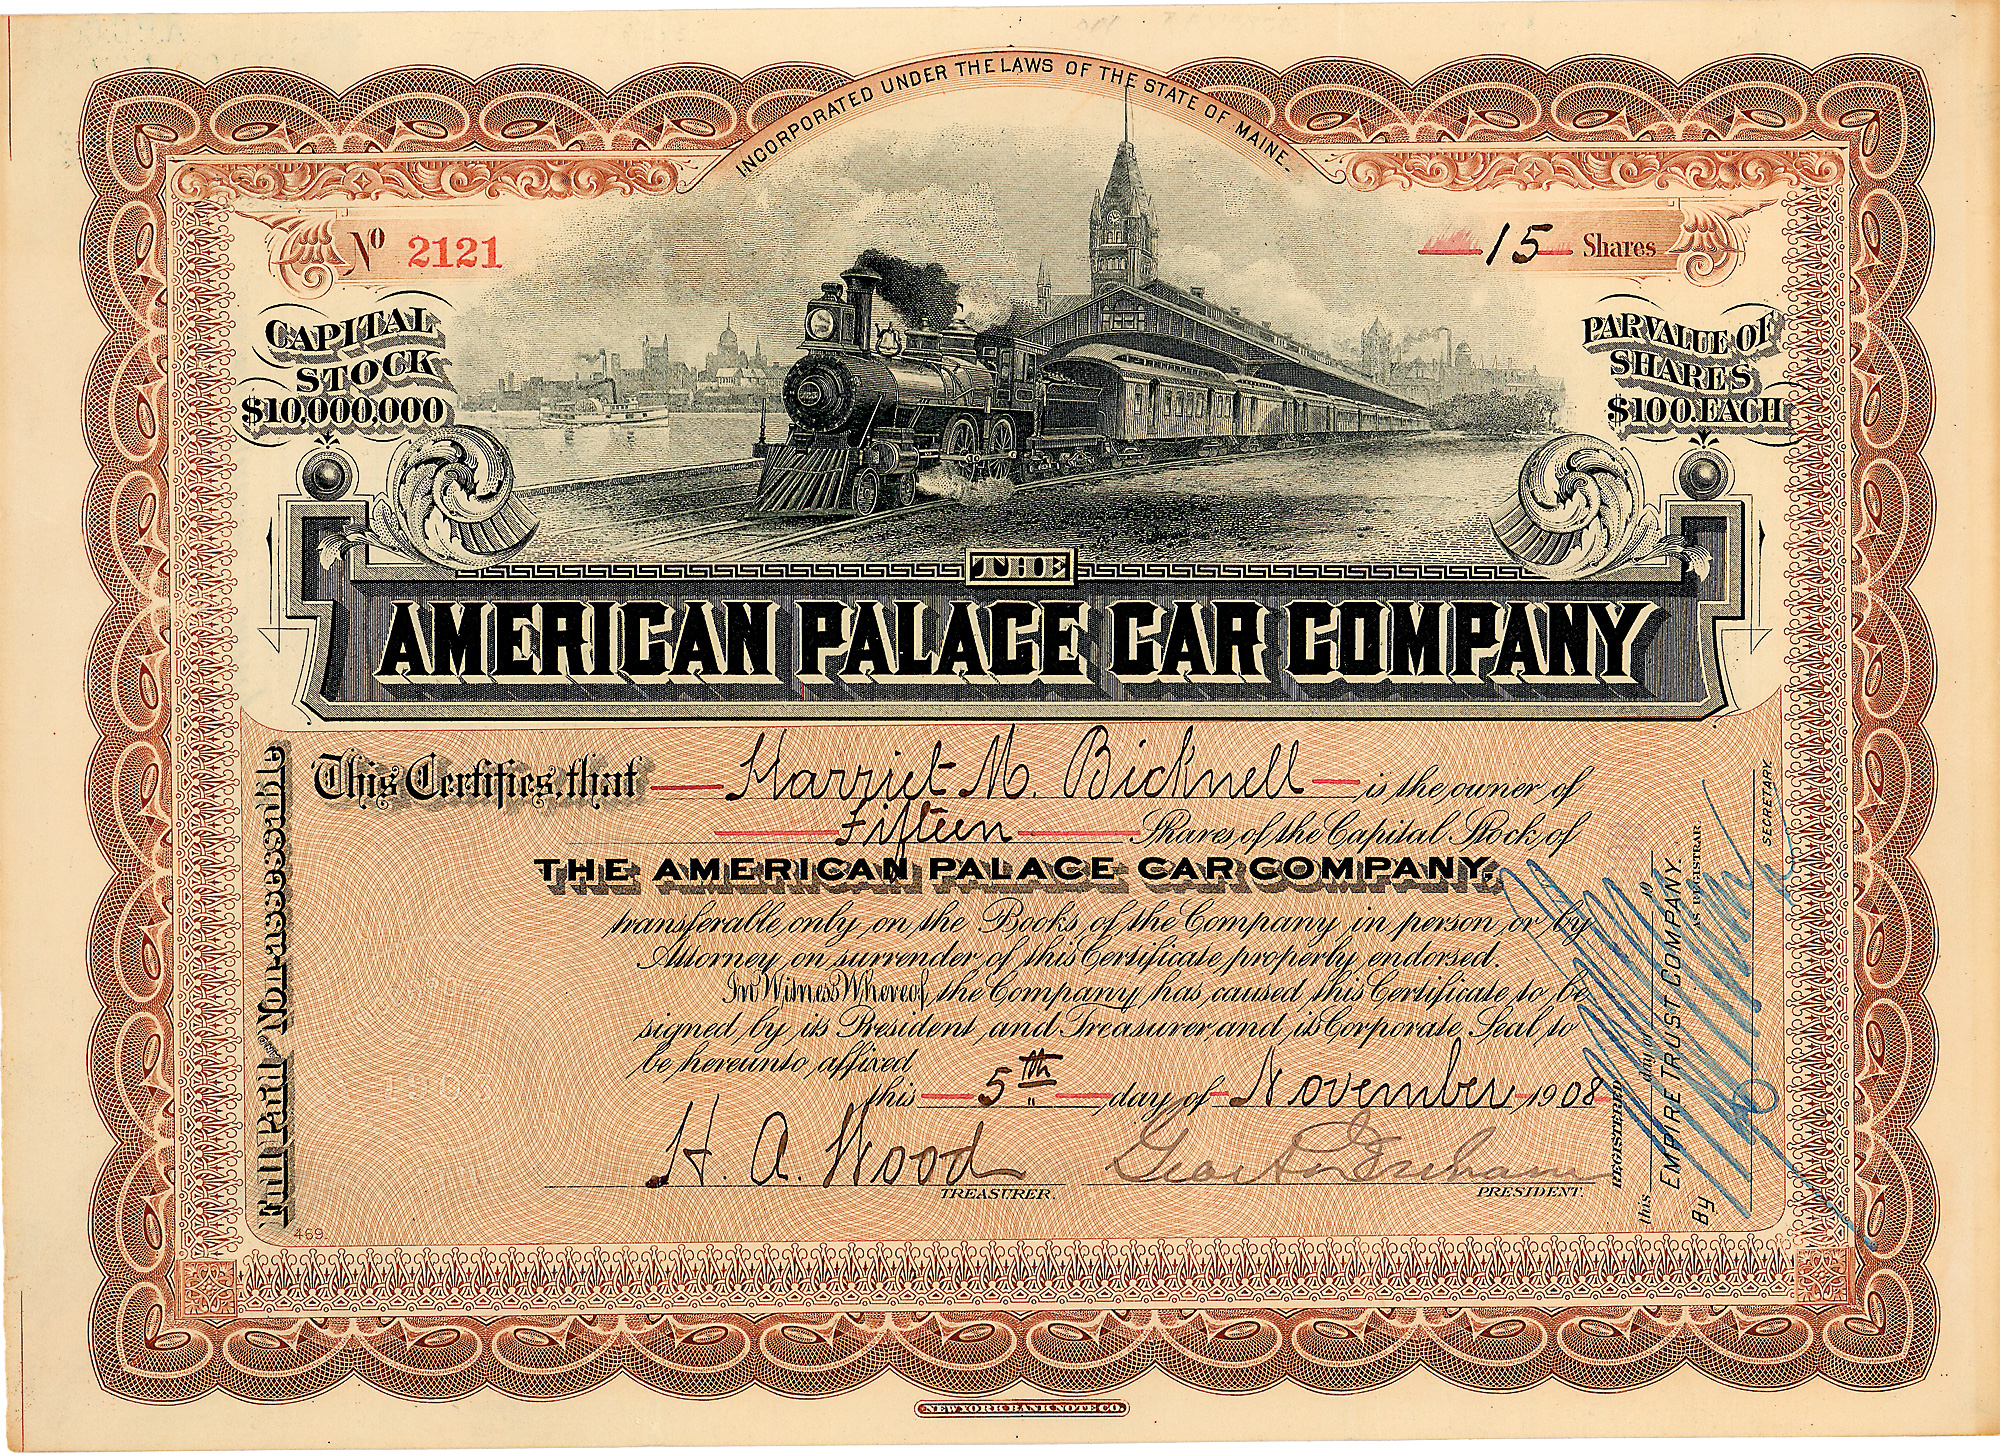 INCORPORATED UNDER THE LAWS OF THE STATE OF MAINE.
No 2121
15 Shares
CAPITAL
STOCK
$10,000,000
PAR VALUE OF
SHARES
$100. EACH
THE
AMERICAN PALACE CAR COMPANY
Full Paid Non-assessable
This Certifies, that Harriet M. Bicknell is the owner of
Fifteen Shares of the Capital Stock of
THE AMERICAN PALACE CAR COMPANY,
transferable only on the Books of the Company in person or by
Attorney on surrender of this Certificate properly endorsed.
In Witness Whereof, the Company has caused this Certificate to be
signed by its President and Treasurer and its Corporate Seal to
be hereunto affixed
this 5th day of November 1908
H. A. Wood
TREASURER.
PRESIDENT.
REGISTERED
this day of 19
EMPIRE TRUST COMPANY,
AS REGISTRAR.
By
SECRETARY.
469
NEW YORK BANK NOTE CO.